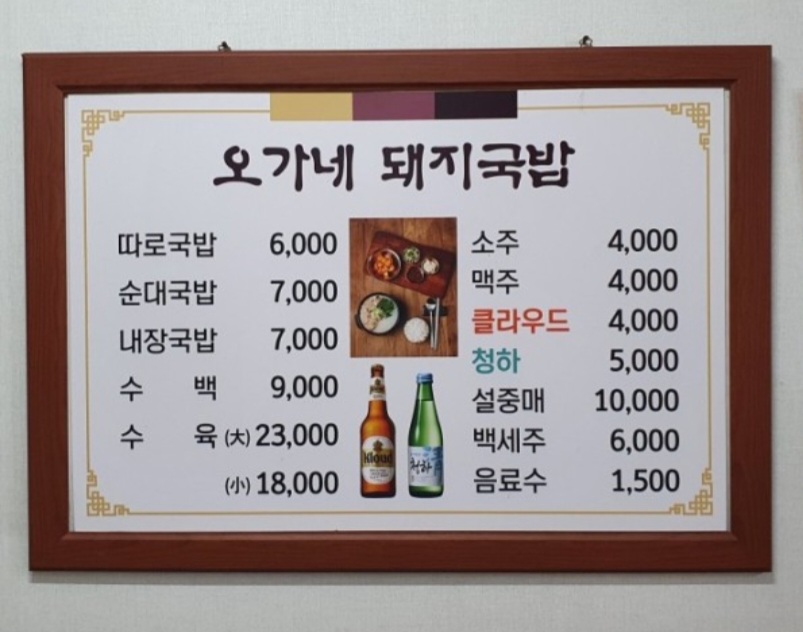 오가네 돼지국밥
따로국밥 6,000
순대국밥 7,000
내장국밥 7,000
수 백 9,000
수 육 (大) 23,000
(小) 18,000
소주 4,000
맥주 4,000
클라우드 4,000
청하 5,000
설중매 10,000
백세주 6,000
음료수 1,500
Kloud
청하